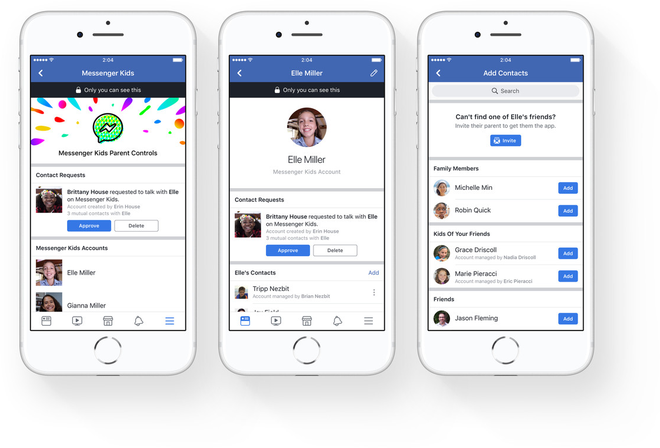 2:04
Messenger Kids
Only you can see this
Messenger Kids Parent Controls
Contact Requests
Brittany House requested to talk with Elle
on Messenger Kids.
Account created by Erin House
3 mutual contacts with Elle
Approve
Delete
Messenger Kids Accounts
Elle Miller
Gianna Miller
2:04
Elle Miller
Only you can see this
Elle Miller
Messenger Kids Account
Contact Requests
Brittany House requested to talk with Elle
on Messenger Kids.
Account created by Erin House
3 mutual contacts with Elle
Approve
Delete
Elle's Contacts
Add
Tripp Nezbit
Account managed by Brian Nezbit
2:04
Add Contacts
Search
Can't find one of Elle's friends?
Invite their parent to get them the app.
Invite
Family Members
Michelle Min
Add
Robin Quick
Add
Kids Of Your Friends
Grace Driscoll
Account managed by Nadia Driscoll
Add
Marie Pieracci
Account managed by Eric Pieracci
Add
Friends
Jason Fleming
Add